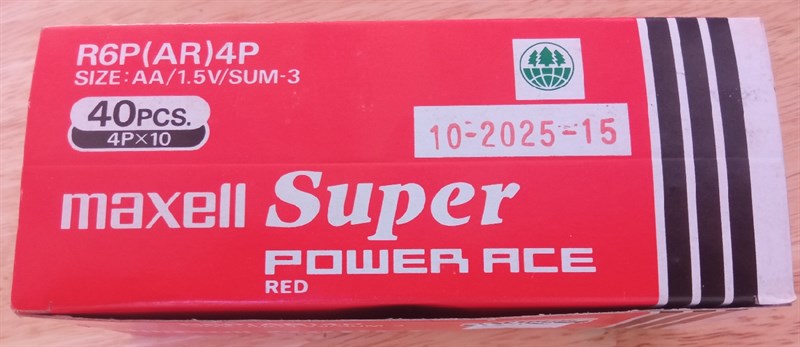 R6P(AR)4P
SIZE:AA/1.5V/SUM-3
40PCS.
4P×10
10-2025-15
maxell Super
POWER ACE
RED